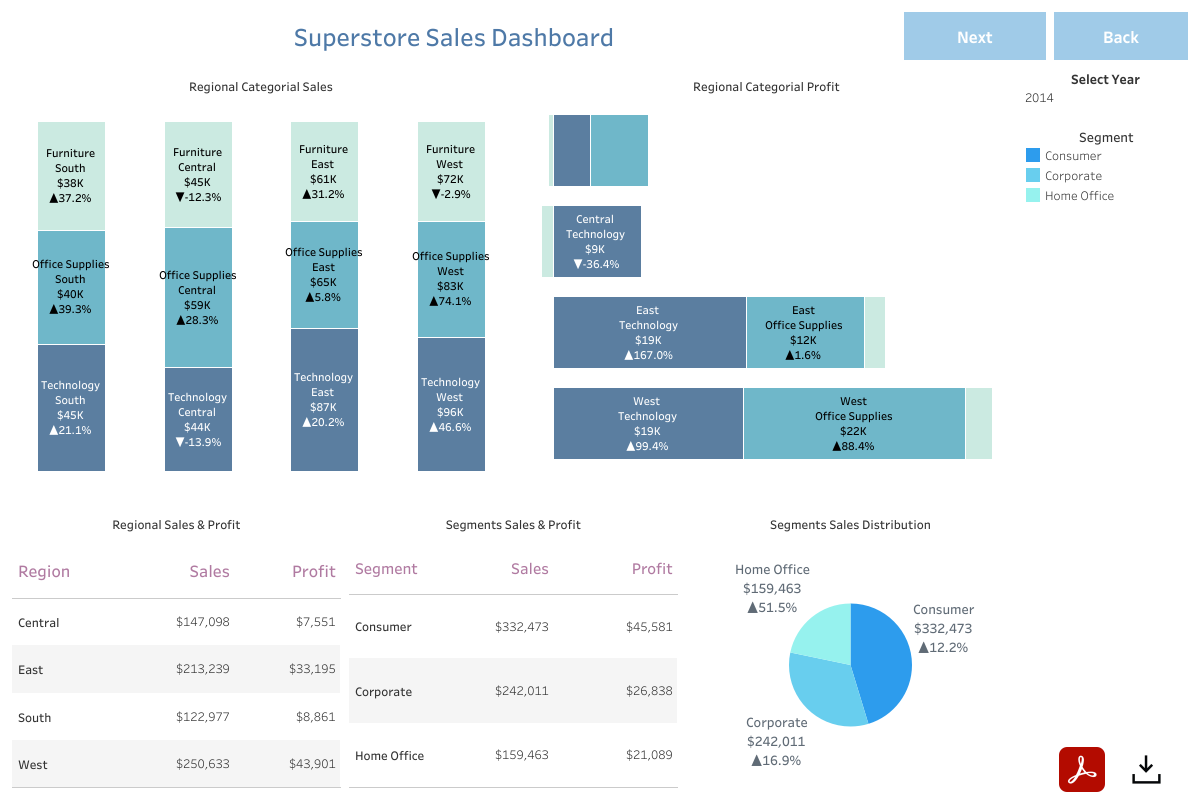 Superstore Sales Dashboard
Next
Back
Regional Categorial Sales
Furniture
South
$38K
▲37.2%
Office Supplies
South
$40K
▲39.3%
Technology
South
$45K
▲21.1%
Furniture
Central
$45K
▼-12.3%
Office Supplies
Central
$59K
▲28.3%
Technology
Central
$44K
▼-13.9%
Furniture
East
$61K
▲31.2%
Office Supplies
East
$65K
▲5.8%
Technology
East
$87K
▲20.2%
Furniture
West
$72K
▼-2.9%
Office Supplies
West
$83K
▲74.1%
Technology
West
$96K
▲46.6%
Regional Categorial Profit
Central
Technology
$9K
▼-36.4%
East
Technology
$19K
▲167.0%
East
Office Supplies
$12K
▲1.6%
West
Technology
$19K
▲99.4%
West
Office Supplies
$22K
▲88.4%
Select Year
2014
Segment
Consumer
Corporate
Home Office
Regional Sales & Profit
Region Sales Profit
Central $147,098 $7,551
East $213,239 $33,195
South $122,977 $8,861
West $250,633 $43,901
Segments Sales & Profit
Segment Sales Profit
Consumer $332,473 $45,581
Corporate $242,011 $26,838
Home Office $159,463 $21,089
Segments Sales Distribution
Home Office
$159,463
▲51.5%
Consumer
$332,473
▲12.2%
Corporate
$242,011
▲16.9%